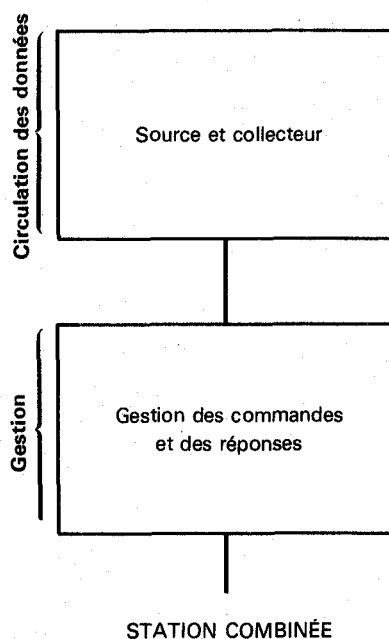 Circulation des données
Source et collecteur
Gestion
Gestion des commandes
et des réponses
STATION COMBINÉE